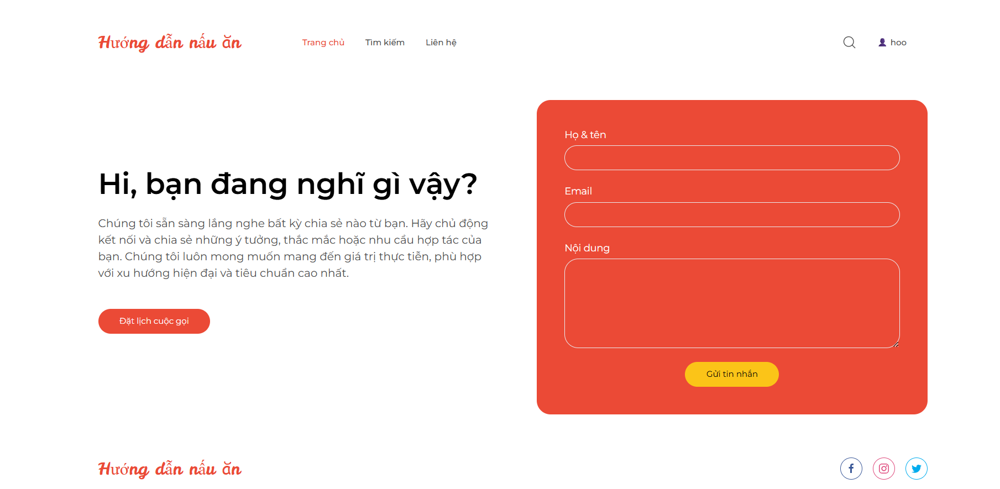 Hướng dẫn nấu ăn
Trang chủ
Tìm kiếm
Liên hệ
hoo
Hi, bạn đang nghĩ gì vậy?
Chúng tôi sẵn sàng lắng nghe bất kỳ chia sẻ nào từ bạn. Hãy chủ động
kết nối và chia sẻ những ý tưởng, thắc mắc hoặc nhu cầu hợp tác của
bạn. Chúng tôi luôn mong muốn mang đến giá trị thực tiễn, phù hợp
với xu hướng hiện đại và tiêu chuẩn cao nhất.
Đặt lịch cuộc gọi
Họ & tên
Email
Nội dung
Gửi tin nhắn
Hướng dẫn nấu ăn